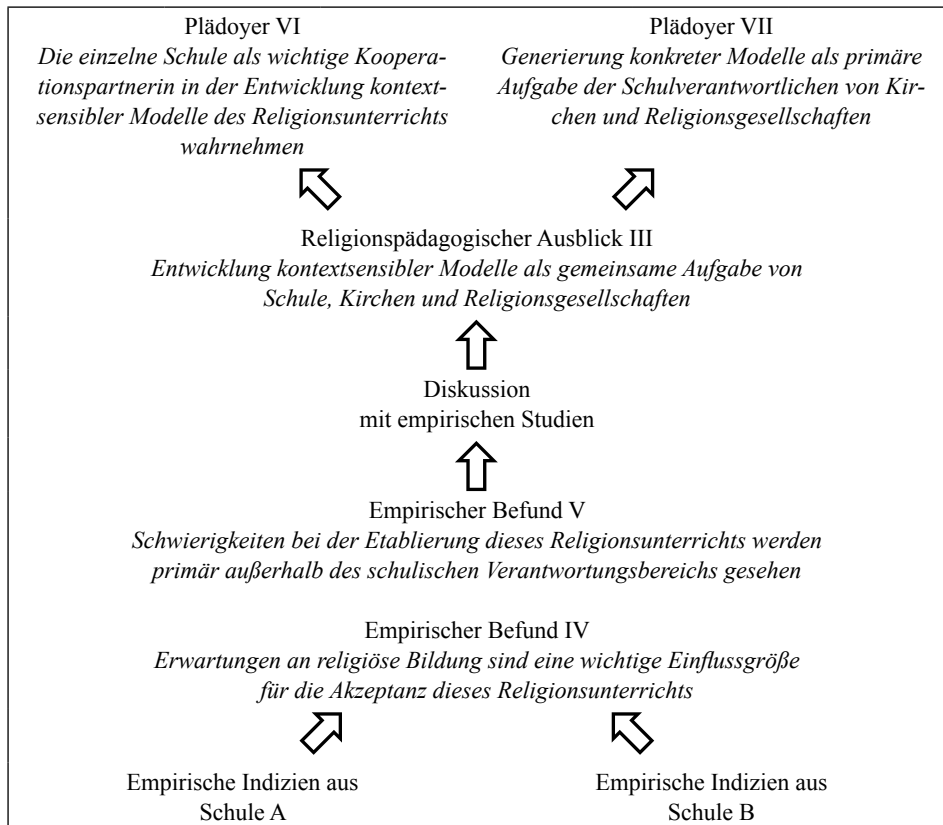 Plädoyer VI
Die einzelne Schule als wichtige Koopera-
tionspartnerin in der Entwicklung kontext-
sensibler Modelle des Religionsunterrichts
wahrnehmen
Plädoyer VII
Generierung konkreter Modelle als primäre
Aufgabe der Schulverantwortlichen von Kir-
chen und Religionsgesellschaften
Religionspädagogischer Ausblick III
Entwicklung kontextsensibler Modelle als gemeinsame Aufgabe von
Schule, Kirchen und Religionsgesellschaften
Diskussion
mit empirischen Studien
Empirischer Befund V
Schwierigkeiten bei der Etablierung dieses Religionsunterrichts werden
primär außerhalb des schulischen Verantwortungsbereichs gesehen
Empirischer Befund IV
Erwartungen an religiöse Bildung sind eine wichtige Einflussgröße
für die Akzeptanz dieses Religionsunterrichts
Empirische Indizien aus
Schule A
Empirische Indizien aus
Schule B